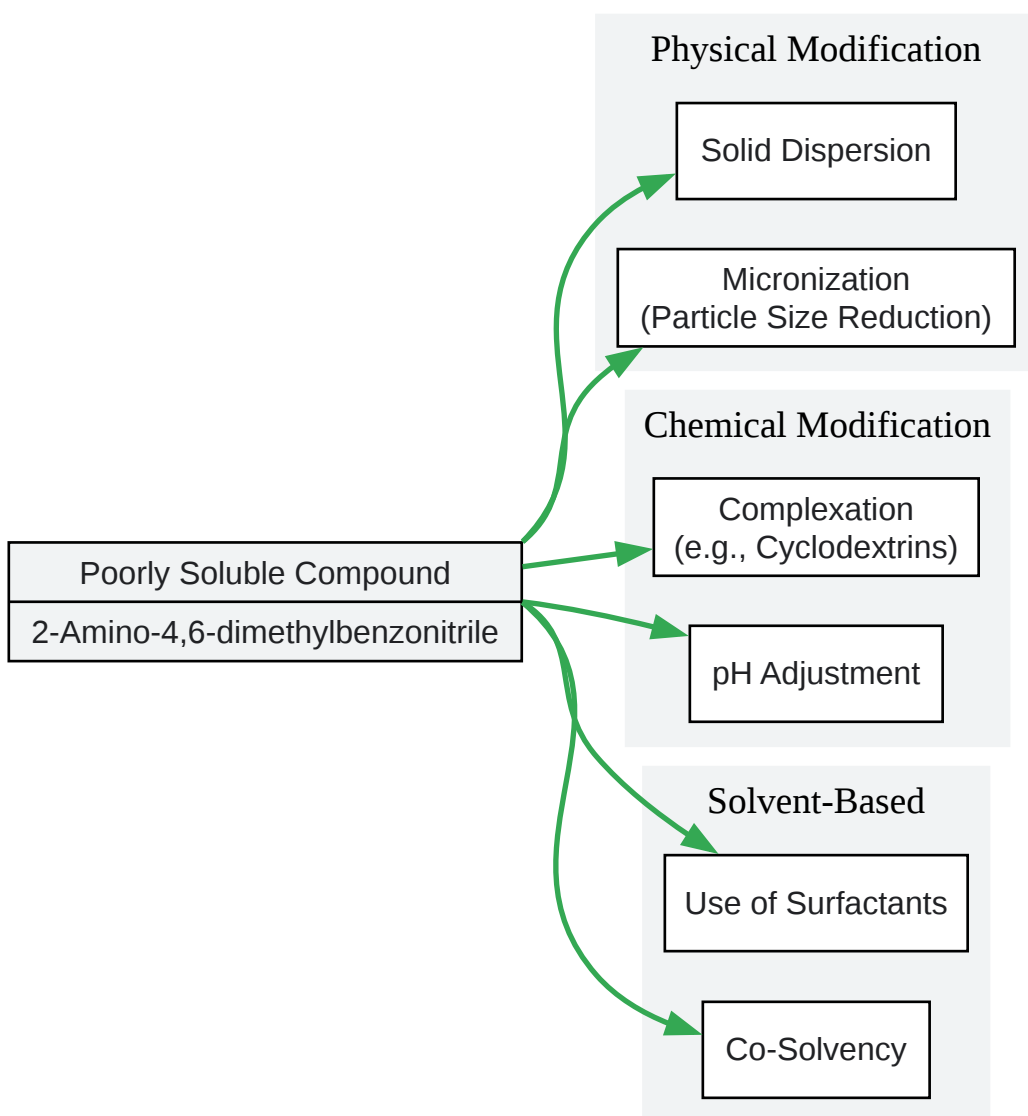 Physical Modification
Solid Dispersion
Micronization
(Particle Size Reduction)
Chemical Modification
Complexation
(e.g., Cyclodextrins)
Poorly Soluble Compound
2-Amino-4,6-dimethylbenzonitrile
pH Adjustment
Solvent-Based
Use of Surfactants
Co-Solvency